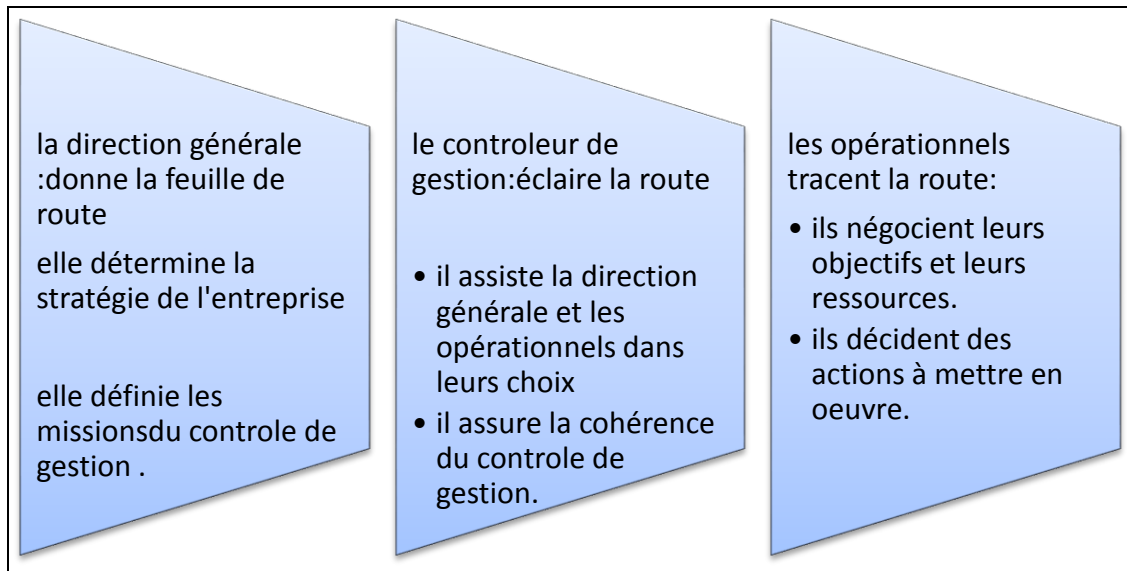 la direction générale
:donne la feuille de
route
elle détermine la
stratégie de l'entreprise
elle définie les
missionsdu controle de
gestion .
le controleur de
gestion:éclaire la route
• il assiste la direction
générale et les
opérationnels dans
leurs choix
• il assure la cohérence
du controle de
gestion.
les opérationnels
tracent la route:
• ils négocient leurs
objectifs et leurs
ressources.
• ils décident des
actions à mettre en
oeuvre.